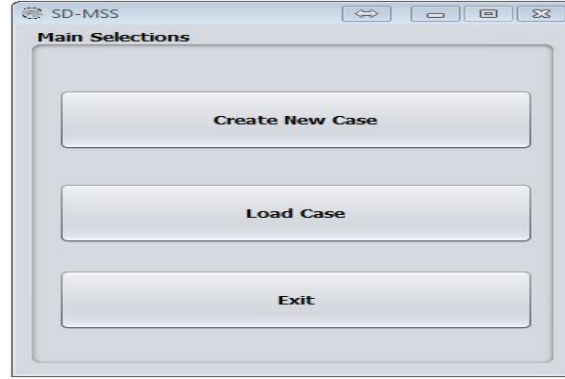 SD-MSS
Main Selections
Create New Case
Load Case
Exit